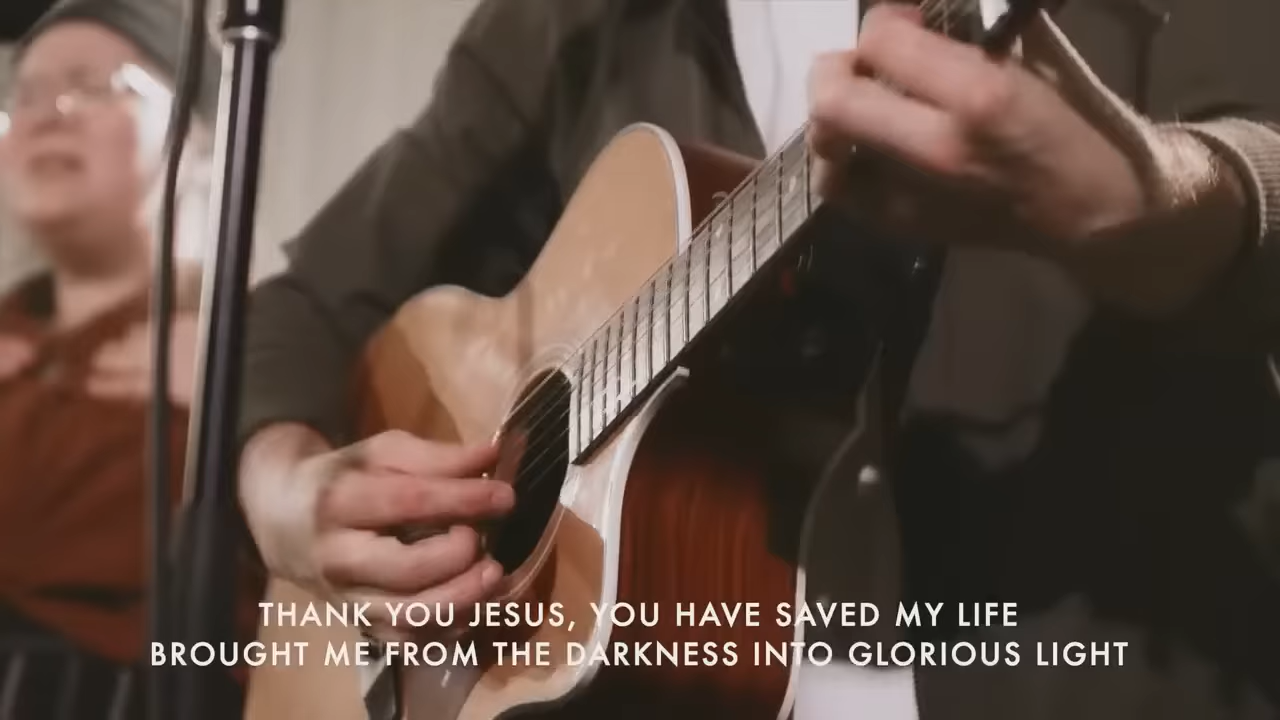 THANK YOU JESUS, YOU HAVE SAVED MY LIFE
BROUGHT ME FROM THE DARKNESS INTO GLORIOUS LIGHT